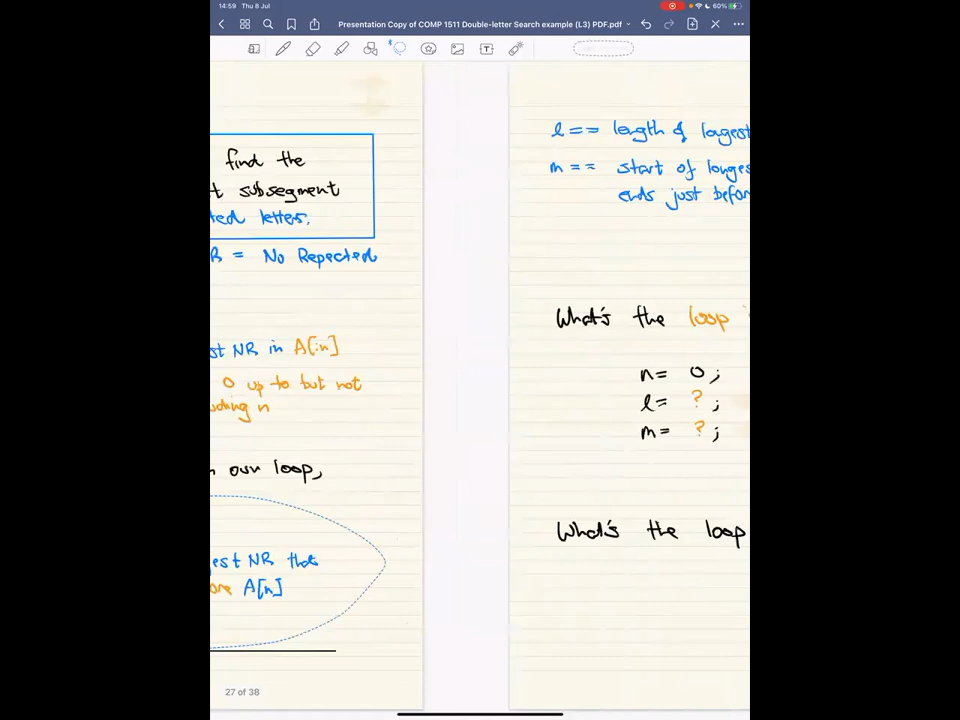 14:59 Thu 8 Jul
60%
Presentation Copy of COMP 1511 Double-letter Search example (L3) PDF.pdf
find the
t subsegment
ted letters.
R = No Repeated
st NR in A[in]
0 up to but not
uding n
n our loop,
gest NR that
ore A[n]
27 of 38
l == length of longest
m == start of longes
ends just befor
What's the loop i
n = 0;
l = ?;
m = ?;
What's the loop